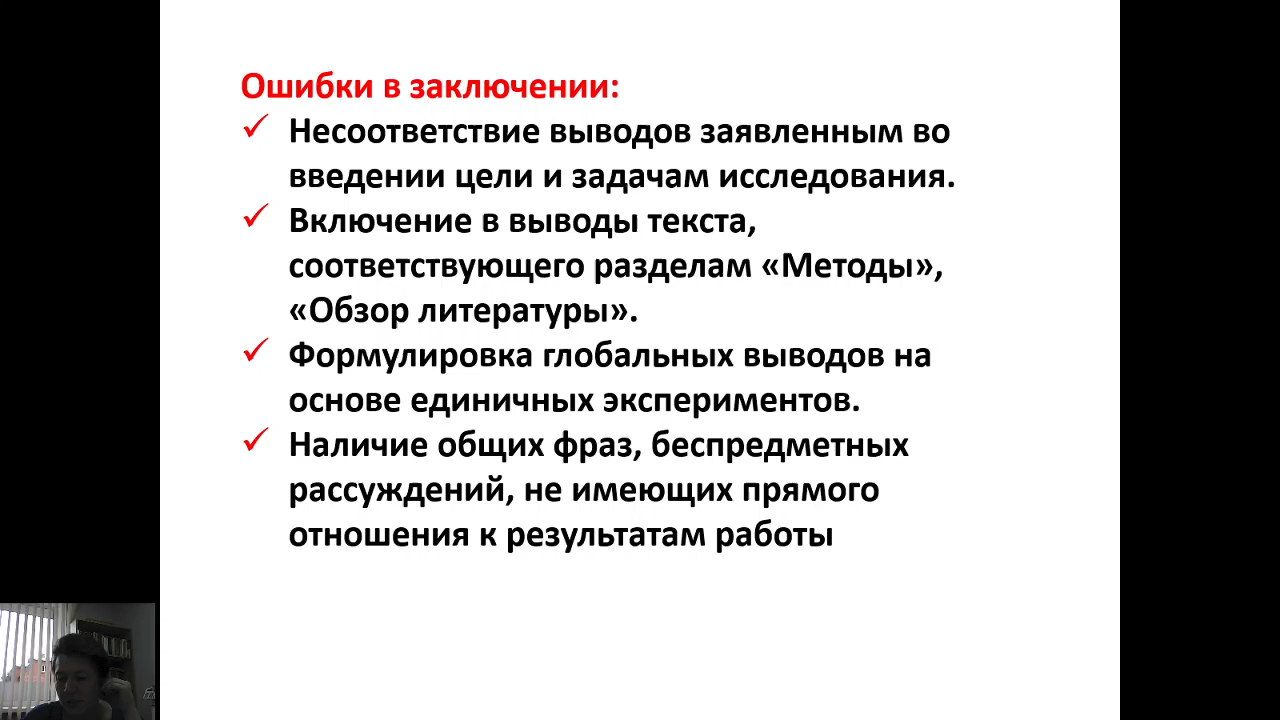 Ошибки в заключении:
Несоответствие выводов заявленным во
введении цели и задачам исследования.
Включение в выводы текста,
соответствующего разделам «Методы»,
«Обзор литературы».
Формулировка глобальных выводов на
основе единичных экспериментов.
Наличие общих фраз, беспредметных
рассуждений, не имеющих прямого
отношения к результатам работы